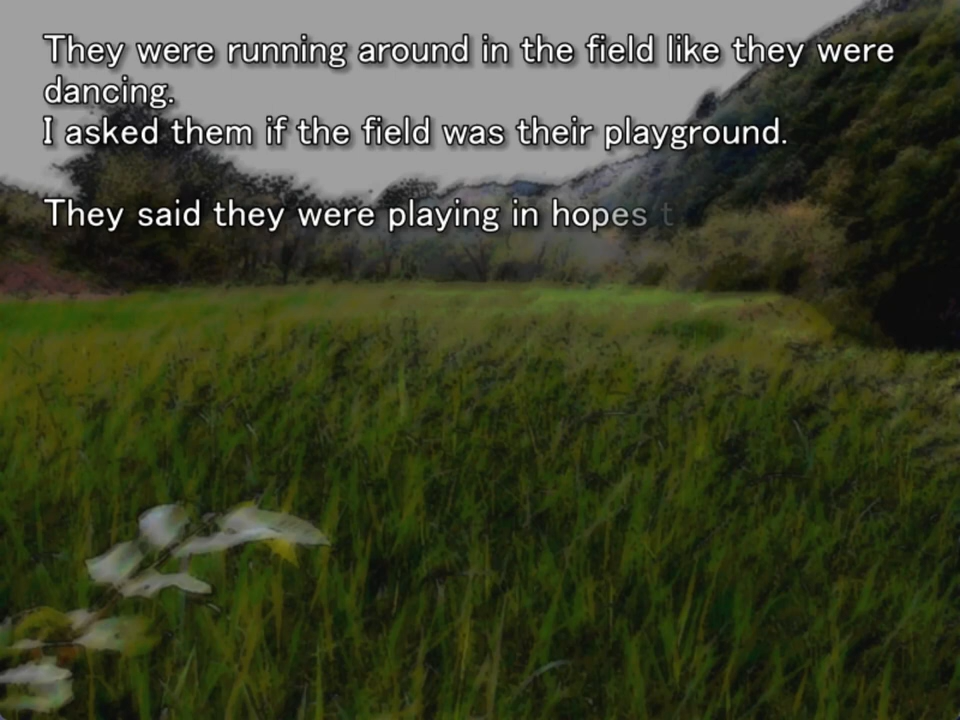 They were running around in the field like they were
dancing.
I asked them if the field was their playground.
They said they were playing in hopes t